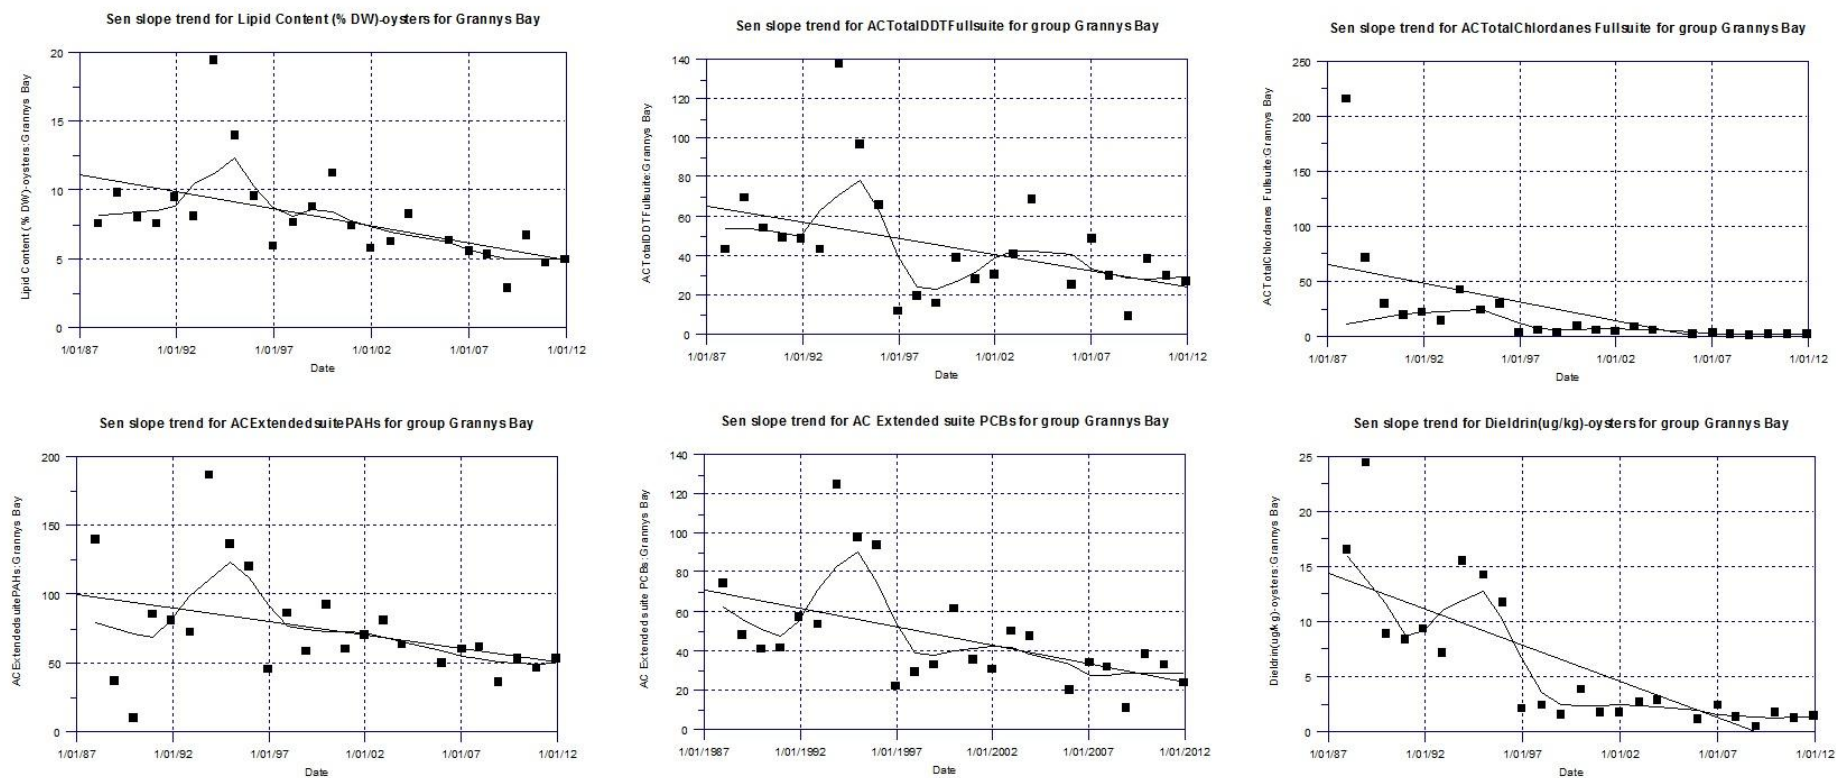 Sen slope trend for Lipid Content (% DW)-oysters for Grannys Bay
Lipid Content (% DW)-oysters:Grannys Bay
20
15
10
5
0
1/01/87 1/01/92 1/01/97 1/01/02 1/01/07 1/01/12
Date
Sen slope trend for ACTotalDDTFullsuite for group Grannys Bay
ACTotalDDTFullsuite:Grannys Bay
140
120
100
80
60
40
20
0
1/01/87 1/01/92 1/01/97 1/01/02 1/01/07 1/01/12
Date
Sen slope trend for ACTotalChlordanes Fullsuite for group Grannys Bay
ACTotalChlordanes Fullsuite:Grannys Bay
250
200
150
100
50
0
1/01/87 1/01/92 1/01/97 1/01/02 1/01/07 1/01/12
Date
Sen slope trend for ACExtendedsuitePAHs for group Grannys Bay
ACExtendedsuitePAHs:Grannys Bay
200
150
100
50
0
1/01/87 1/01/92 1/01/97 1/01/02 1/01/07 1/01/12
Date
Sen slope trend for AC Extended suite PCBs for group Grannys Bay
AC Extended suite PCBs:Grannys Bay
140
120
100
80
60
40
20
0
1/01/1987 1/01/1992 1/01/1997 1/01/2002 1/01/2007 1/01/2012
Date
Sen slope trend for Dieldrin(ug/kg)-oysters for group Grannys Bay
Dieldrin(ug/kg)-oysters:Grannys Bay
25
20
15
10
5
0
1/01/87 1/01/92 1/01/97 1/01/02 1/01/07 1/01/12
Date